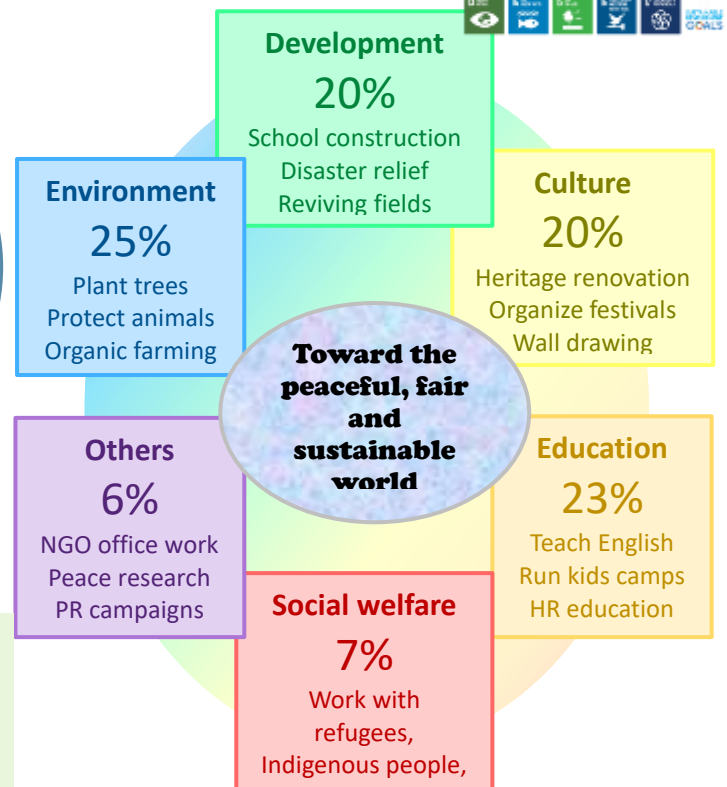 GOALS
Development
20%
School construction
Disaster relief
Reviving fields
Culture
20%
Heritage renovation
Organize festivals
Wall drawing
Education
23%
Teach English
Run kids camps
HR education
Social welfare
7%
Work with
refugees,
Indigenous people,
Others
6%
NGO office work
Peace research
PR campaigns
Environment
25%
Plant trees
Protect animals
Organic farming
Toward the
peaceful, fair
and
sustainable
world